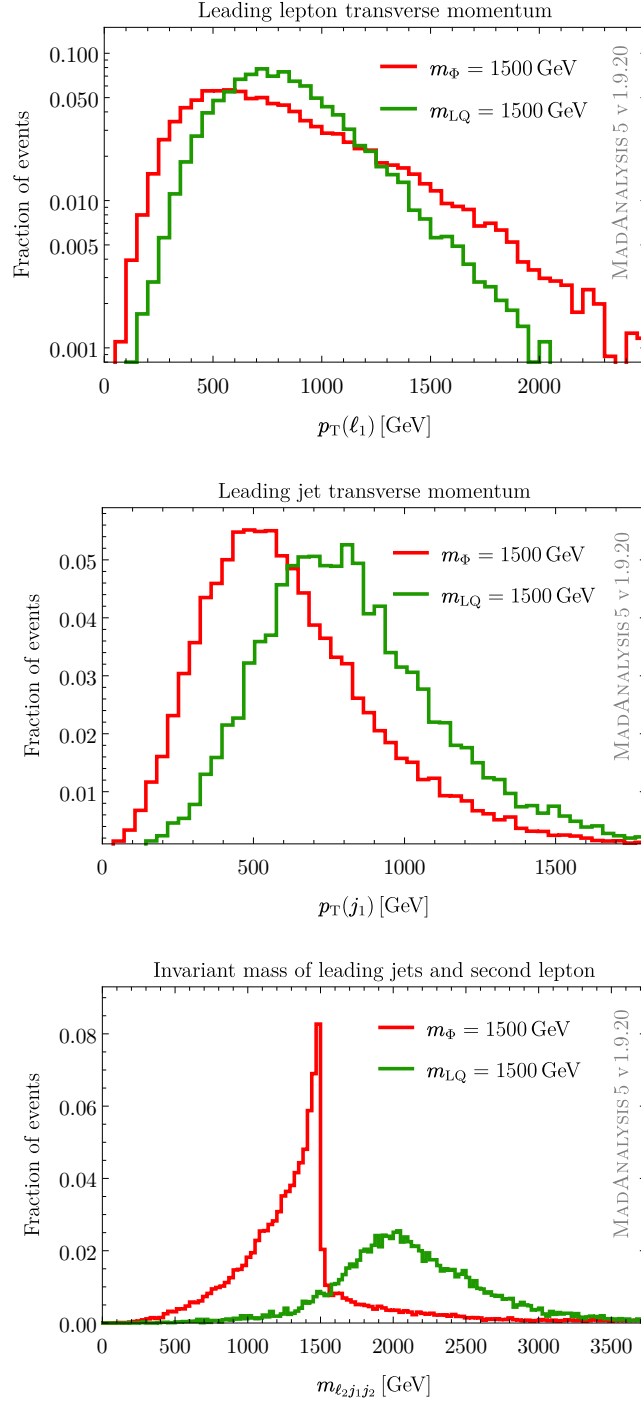 Leading lepton transverse momentum
0.100
0.050
0.010
0.005
0.001
Fraction of events
m_Φ = 1500 GeV
m_LQ = 1500 GeV
MADANALYSIS 5 v 1.9.20
0 500 1000 1500 2000
p_T(ℓ_1) [GeV]
Leading jet transverse momentum
0.05
0.04
0.03
0.02
0.01
Fraction of events
m_Φ = 1500 GeV
m_LQ = 1500 GeV
MADANALYSIS 5 v 1.9.20
0 500 1000 1500
p_T(j_1) [GeV]
Invariant mass of leading jets and second lepton
0.08
0.06
0.04
0.02
0.00
Fraction of events
m_Φ = 1500 GeV
m_LQ = 1500 GeV
MADANALYSIS 5 v 1.9.20
0 500 1000 1500 2000 2500 3000 3500
m_ℓ_2j_1j_2 [GeV]